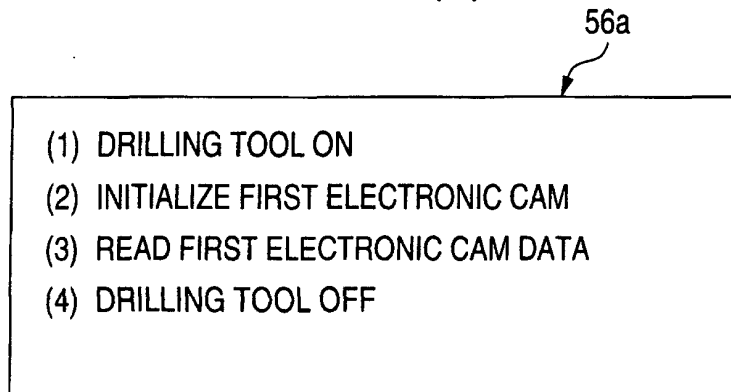 56a
(1) DRILLING TOOL ON
(2) INITIALIZE FIRST ELECTRONIC CAM
(3) READ FIRST ELECTRONIC CAM DATA
(4) DRILLING TOOL OFF